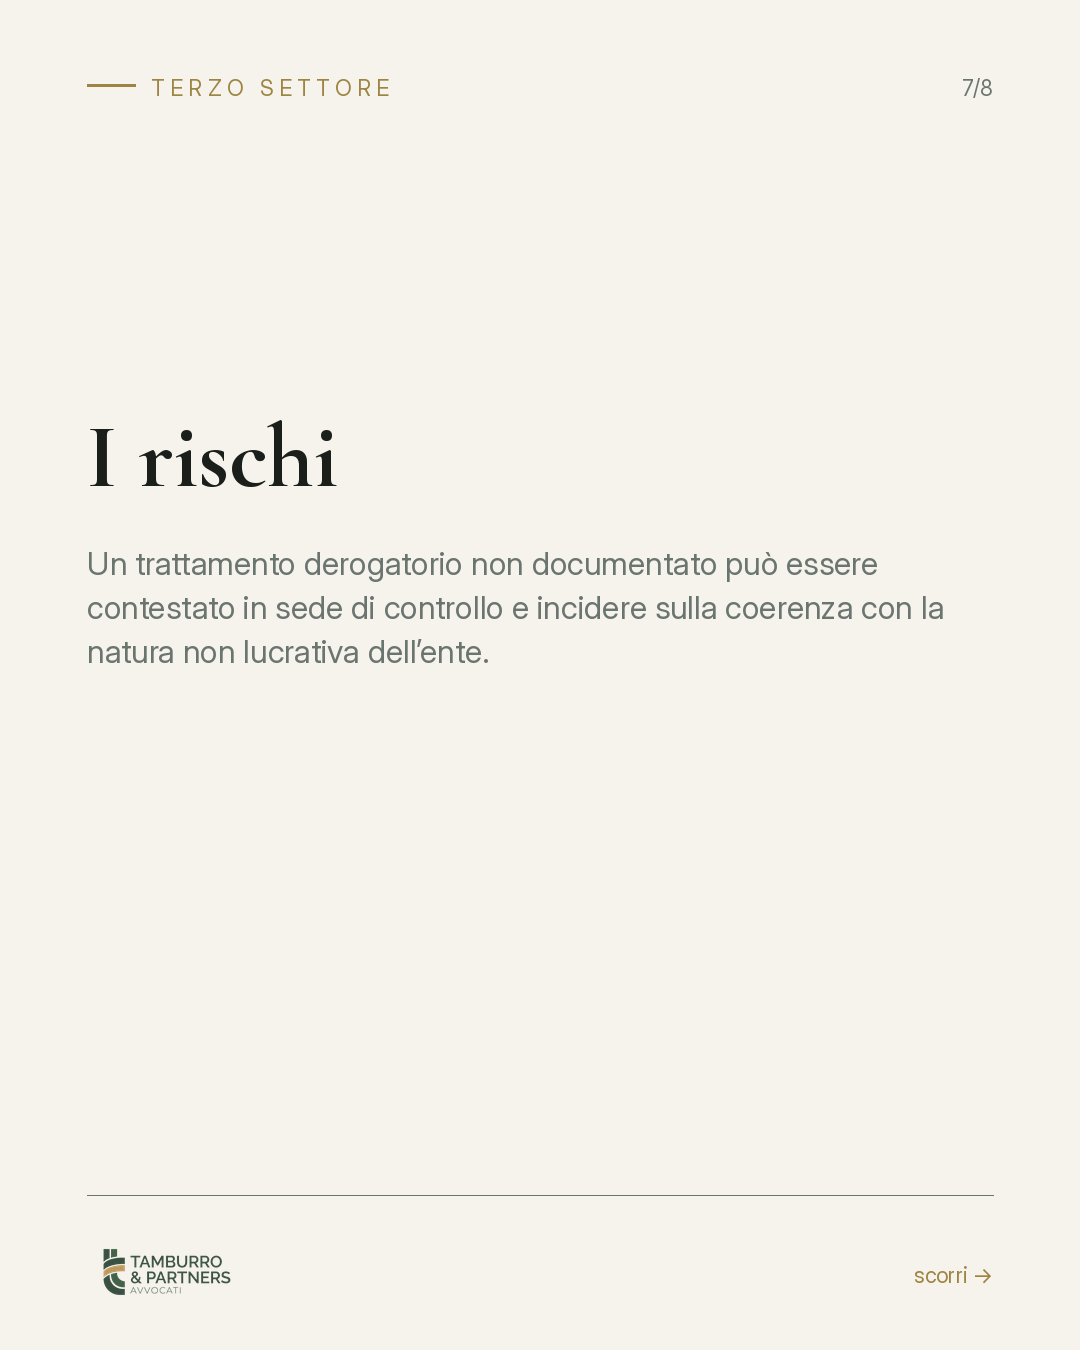 TERZO SETTORE
7/8
I rischi
Un trattamento derogatorio non documentato può essere
contestato in sede di controllo e incidere sulla coerenza con la
natura non lucrativa dell’ente.
TAMBURRO
& PARTNERS
AVVOCATI
scorri →